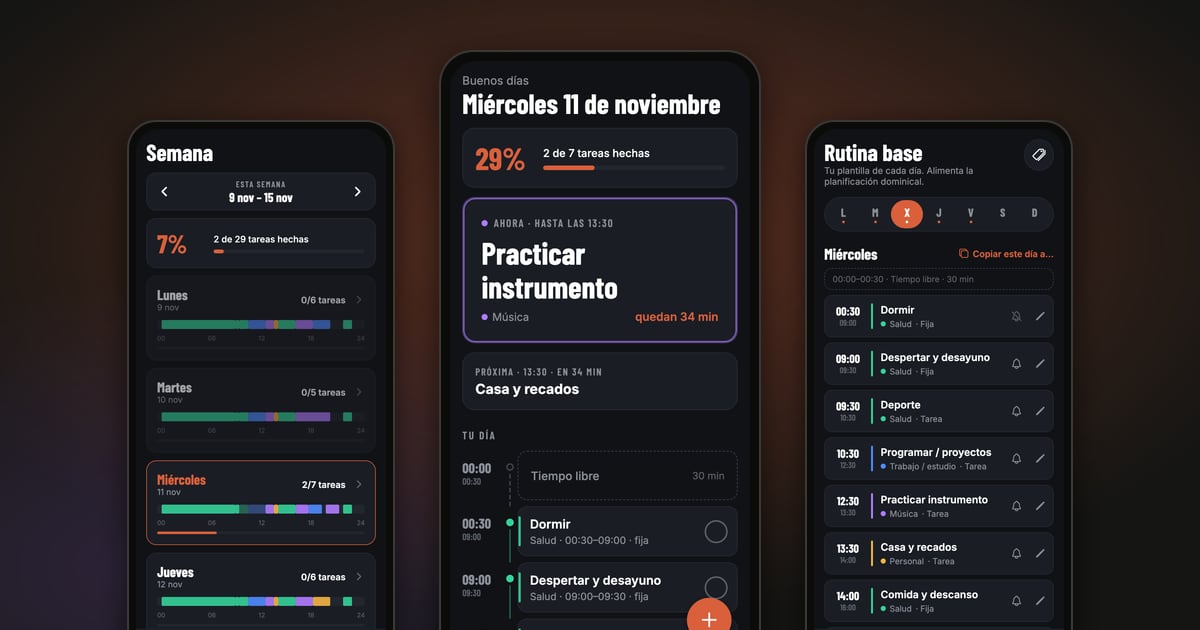 Semana
ESTA SEMANA
9 nov – 15 nov
7%
2 de 29 tareas hechas
Lunes
9 nov
0/6 tareas
00 06 12 18 24
Martes
10 nov
0/5 tareas
00 06 12 18 24
Miércoles
11 nov
2/7 tareas
00 06 12 18 24
Jueves
12 nov
0/6 tareas
00 06 12 18 24
Buenos días
Miércoles 11 de noviembre
29%
2 de 7 tareas hechas
AHORA · HASTA LAS 13:30
Practicar
instrumento
Música
quedan 34 min
PRÓXIMA · 13:30 · EN 34 MIN
Casa y recados
TU DÍA
00:00
00:30
Tiempo libre
30 min
00:30
09:00
Dormir
Salud · 00:30–09:00 · fija
09:00
09:30
Despertar y desayuno
Salud · 09:00–09:30 · fija
Rutina base
Tu plantilla de cada día. Alimenta la
planificación dominical.
L M X J V S D
Miércoles
Copiar este día a...
00:00–00:30 · Tiempo libre · 30 min
00:30
09:00
Dormir
Salud · Fija
09:00
09:30
Despertar y desayuno
Salud · Fija
09:30
10:30
Deporte
Salud · Tarea
10:30
12:30
Programar / proyectos
Trabajo / estudio · Tarea
12:30
13:30
Practicar instrumento
Música · Tarea
13:30
14:00
Casa y recados
Personal · Tarea
14:00
16:00
Comida y descanso
Salud · Fija